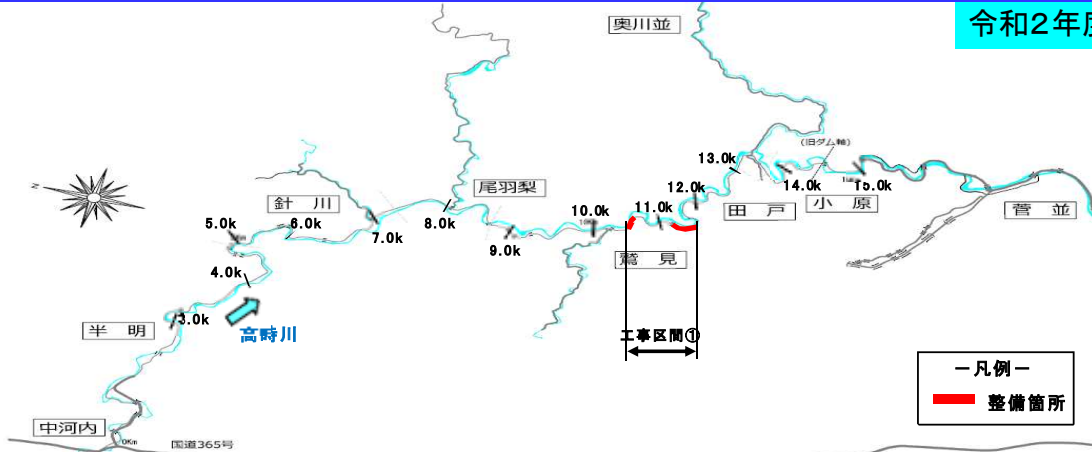 令和2年度
奥川並
(旧ダム軸)
13.0k
14.0k
15.0k
尾羽梨
12.0k
針川
田戸
小原
菅並
10.0k
11.0k
5.0k
6.0k
7.0k
8.0k
9.0k
鷲見
4.0k
3.0k
半明
高時川
工事区間①
－凡例－
整備箇所
中河内
0Km
国道365号
N